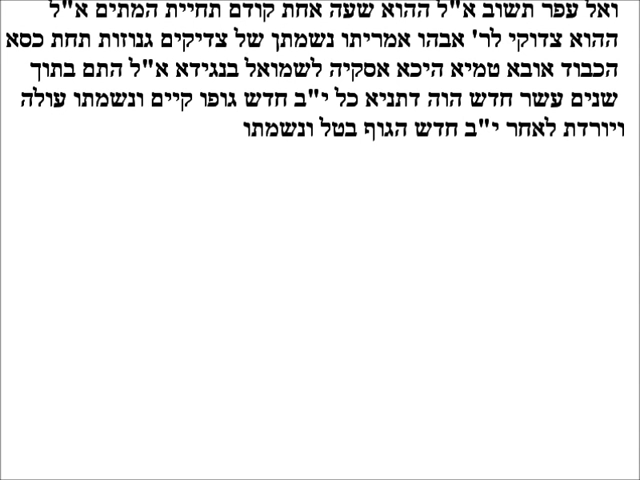 ואל עפר תשוב א"ל ההוא שעה אחת קודם תחיית המתים א"ל
ההוא צדוקי לר' אבהו אמריתו נשמתן של צדיקים גנוזות תחת כסא
הכבוד אובא טמיא היכא אסקיה לשמואל בנגידא א"ל התם בתוך
שנים עשר חדש הוה דתניא כל י"ב חדש גופו קיים ונשמתו עולה
ויורדת לאחר י"ב חדש הגוף בטל ונשמתו